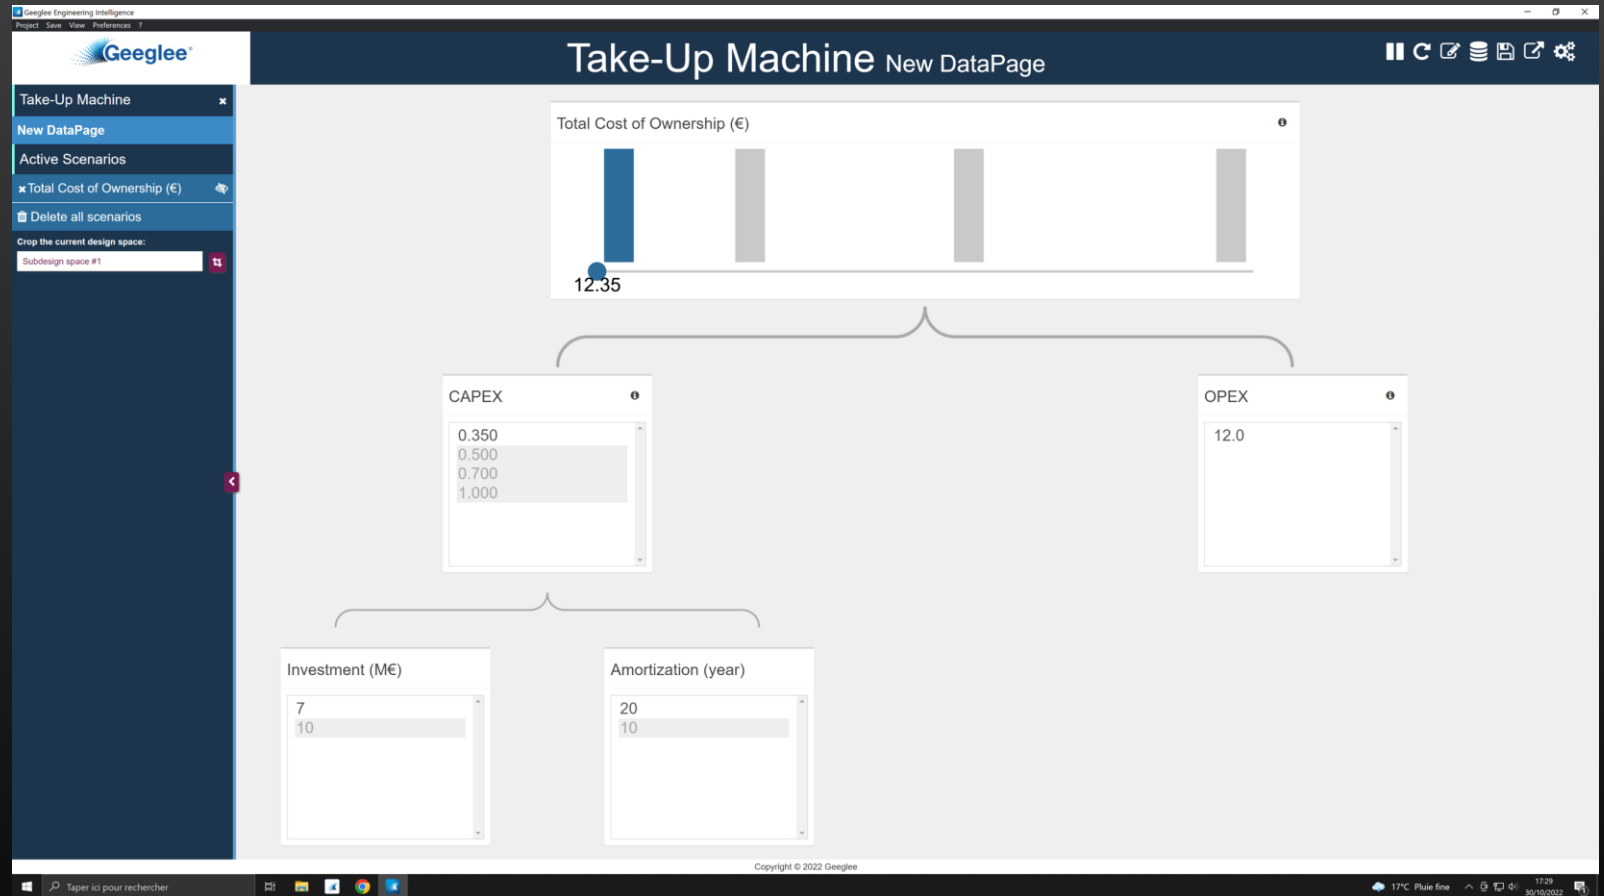 Geeglee Engineering Intelligence
Project Save View Preferences ?
Geeglee®
Take-Up Machine New DataPage
Take-Up Machine
New DataPage
Active Scenarios
Total Cost of Ownership (€)
Delete all scenarios
Crop the current design space:
Subdesign space #1
Total Cost of Ownership (€)
12.35
CAPEX
0.350
0.500
0.700
1.000
OPEX
12.0
Investment (M€)
7
10
Amortization (year)
20
10
Copyright © 2022 Geeglee
Taper ici pour rechercher
17°C Pluie fine
17:29
30/10/2022